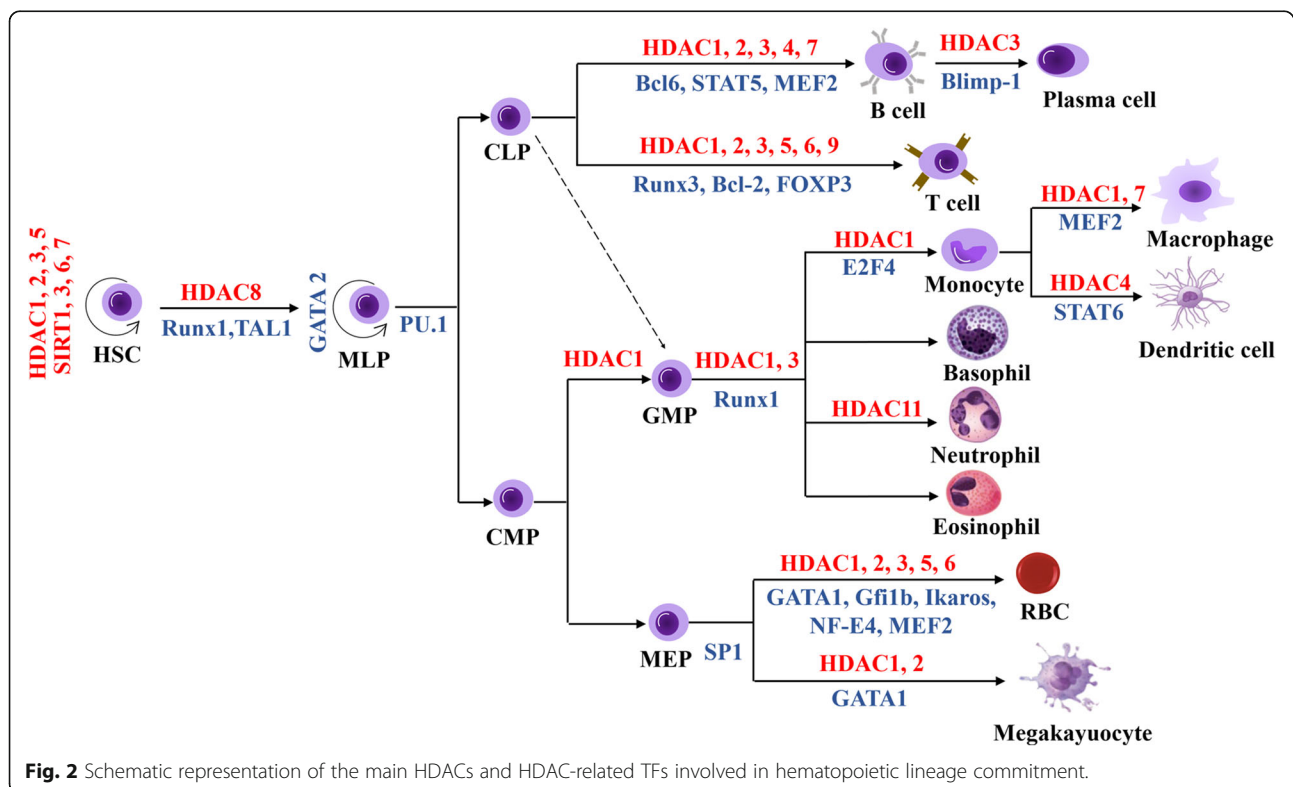 HDAC1, 2, 3, 5
SIRT1, 3, 6, 7
HSC
HDAC8
Runx1,TAL1
GATA 2
MLP
PU.1
CLP
HDAC1, 2, 3, 4, 7
Bcl6, STAT5, MEF2
B cell
HDAC3
Blimp-1
Plasma cell
HDAC1, 2, 3, 5, 6, 9
Runx3, Bcl-2, FOXP3
T cell
CMP
HDAC1
GMP
HDAC1, 3
Runx1
HDAC1
E2F4
Monocyte
HDAC1, 7
MEF2
Macrophage
HDAC4
STAT6
Dendritic cell
Basophil
HDAC11
Neutrophil
Eosinophil
MEP
SP1
HDAC1, 2, 3, 5, 6
GATA1, Gfi1b, Ikaros,
NF-E4, MEF2
RBC
HDAC1, 2
GATA1
Megakayuocyte
Fig. 2 Schematic representation of the main HDACs and HDAC-related TFs involved in hematopoietic lineage commitment.